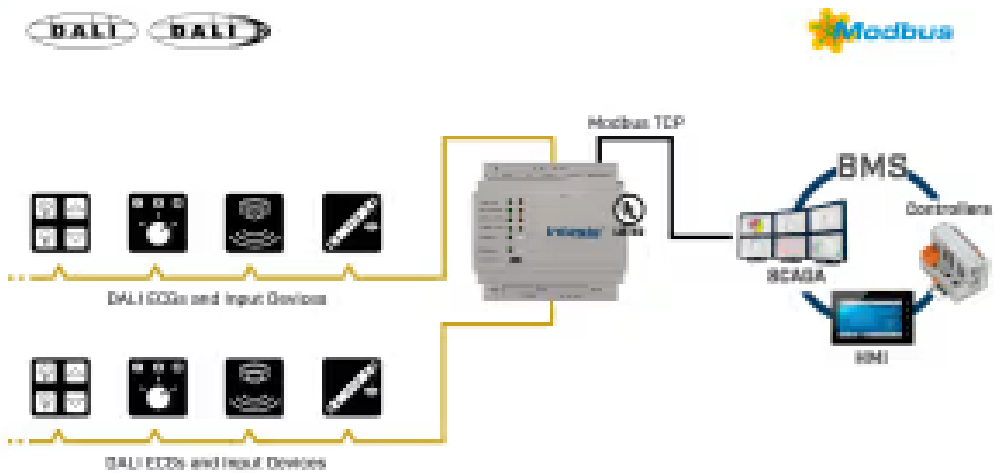 DALI DALI
Modbus
Modbus TCP
BMS
Controllers
SCADA
HMI
Intesis
DALI ECGs and Input Devices
DALI ECGs and Input Devices